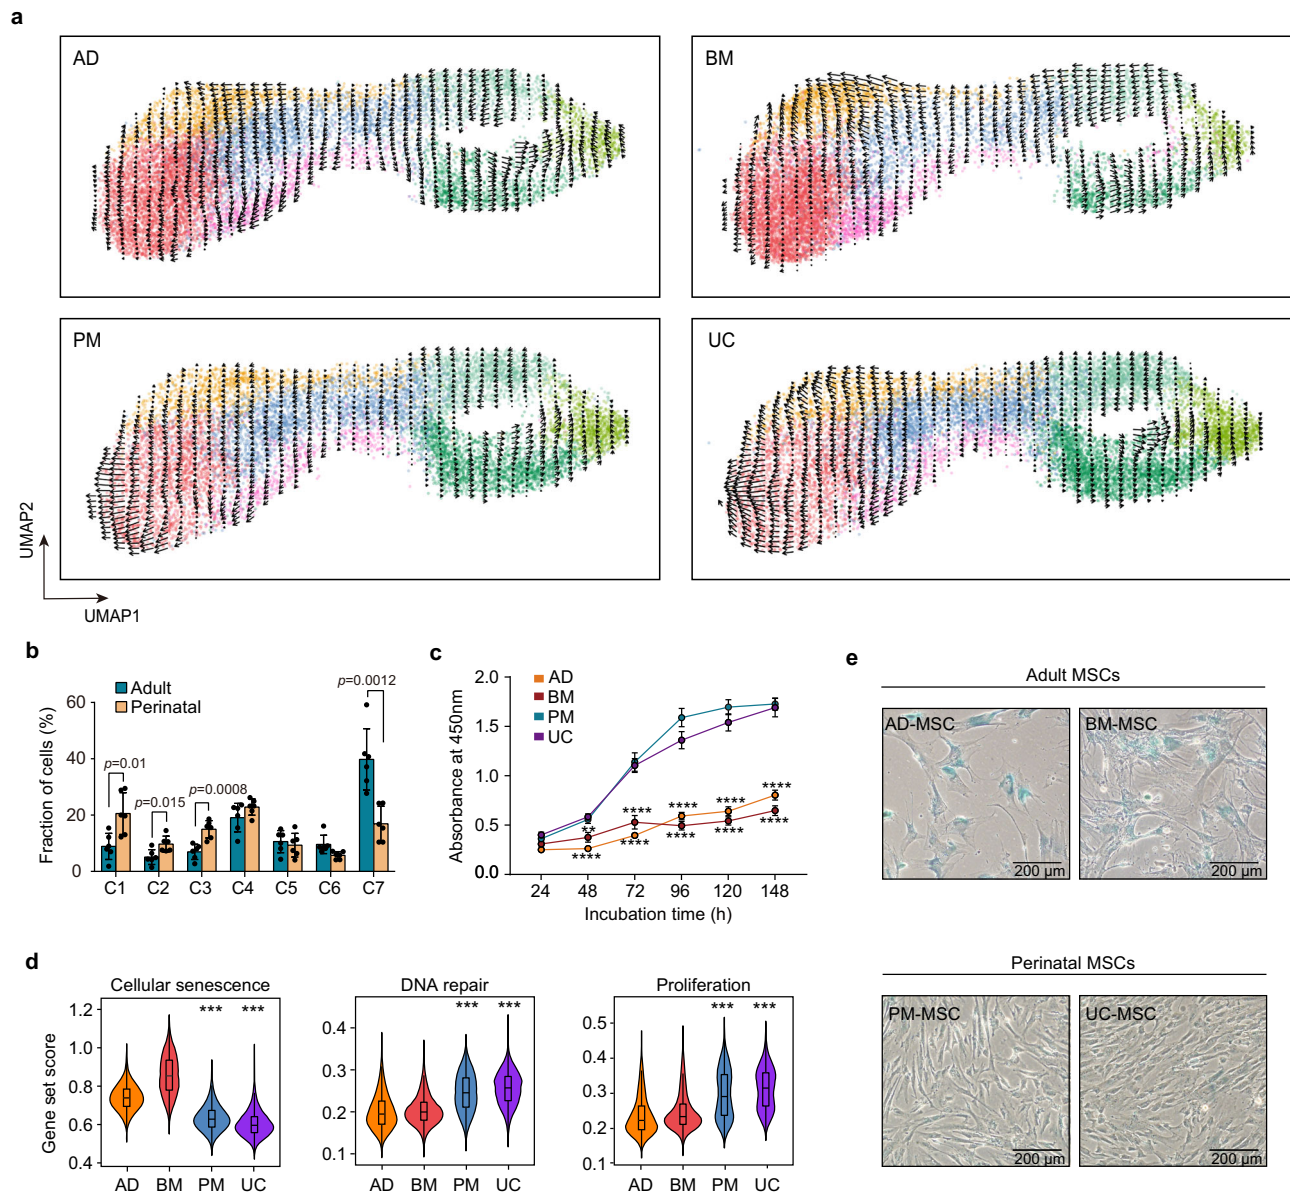 a
AD
BM
PM
UC
UMAP2
UMAP1
b
Adult
Perinatal
Fraction of cells (%)
60
40
20
0
p=0.01
p=0.015
p=0.0008
p=0.0012
C1 C2 C3 C4 C5 C6 C7
c
AD
BM
PM
UC
Absorbance at 450nm
2.0
1.5
1.0
0.5
0.0
** **** **** **** ****
**** **** **** **** ****
24 48 72 96 120 148
Incubation time (h)
d
Cellular senescence
Gene set score
1.2
1.0
0.8
0.6
0.4
*** ***
AD BM PM UC
DNA repair
0.4
0.3
0.2
0.1
*** ***
AD BM PM UC
Proliferation
0.5
0.4
0.3
0.2
0.1
*** ***
AD BM PM UC
e
Adult MSCs
AD-MSC
200 µm
BM-MSC
200 µm
Perinatal MSCs
PM-MSC
200 µm
UC-MSC
200 µm